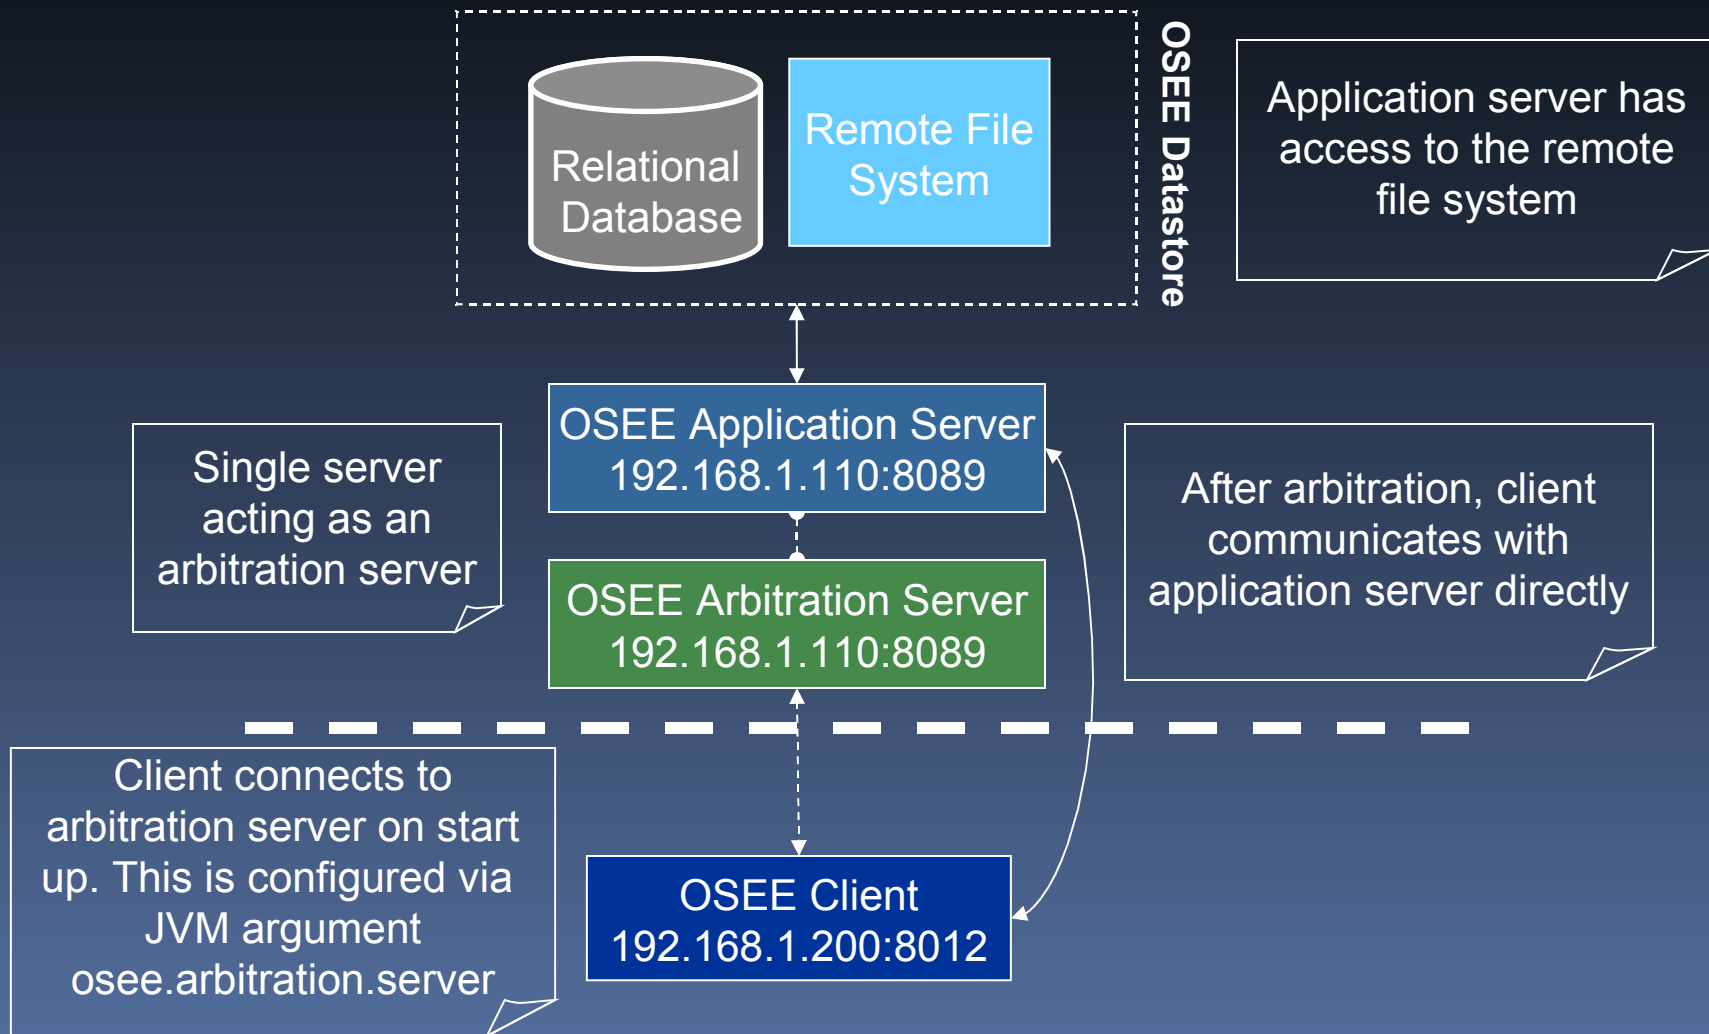 Relational
Database
Remote File
System
OSEE Datastore
Application server has
access to the remote
file system
OSEE Application Server
192.168.1.110:8089
Single server
acting as an
arbitration server
After arbitration, client
communicates with
application server directly
OSEE Arbitration Server
192.168.1.110:8089
Client connects to
arbitration server on start
up. This is configured via
JVM argument
osee.arbitration.server
OSEE Client
192.168.1.200:8012